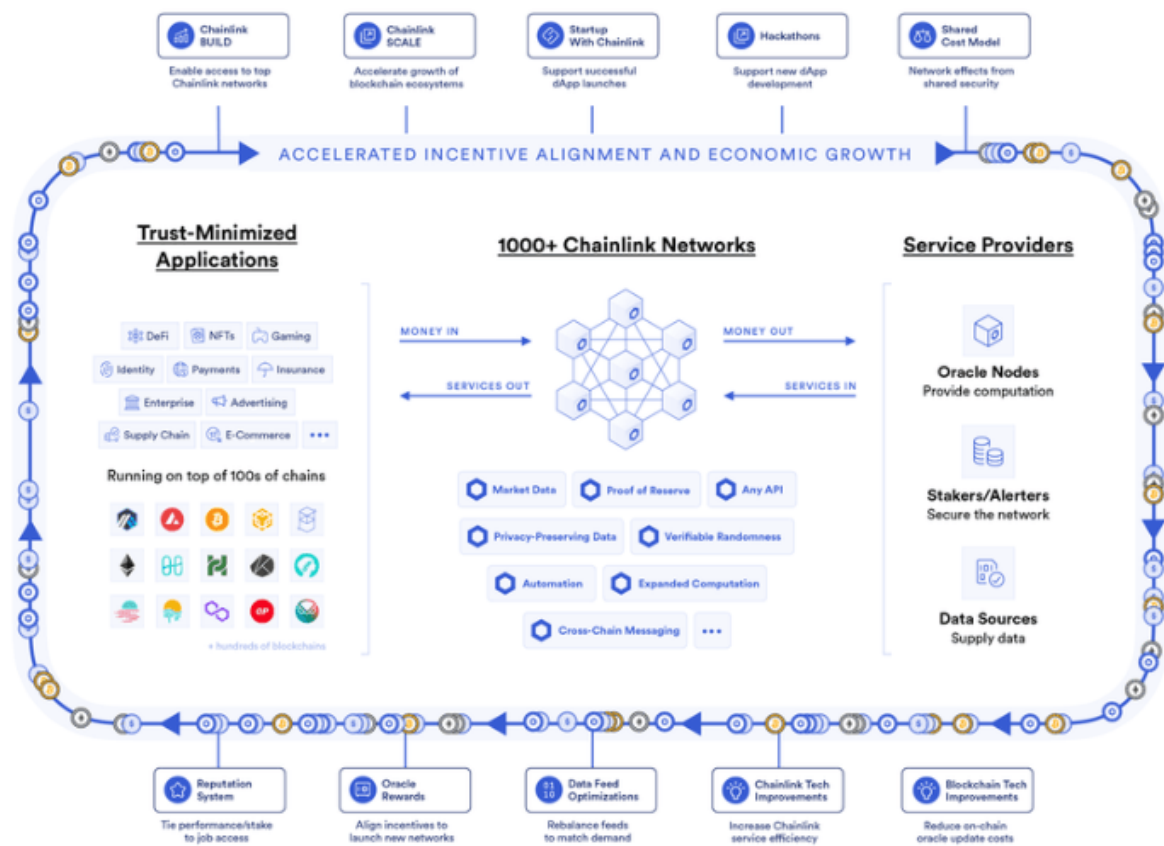 Chainlink
BUILD
Enable access to top
Chainlink networks
Chainlink
SCALE
Accelerate growth of
blockchain ecosystems
Startup
With Chainlink
Support successful
dApp launches
Hackathons
Support new dApp
development
Shared
Cost Model
Network effects from
shared security
ACCELERATED INCENTIVE ALIGNMENT AND ECONOMIC GROWTH
Trust-Minimized
Applications
DeFi
NFTs
Gaming
Identity
Payments
Insurance
Enterprise
Advertising
Supply Chain
E-Commerce
•••
Running on top of 100s of chains
OP
+ hundreds of blockchains
1000+ Chainlink Networks
MONEY IN
SERVICES OUT
MONEY OUT
SERVICES IN
Market Data
Proof of Reserve
Any API
Privacy-Preserving Data
Verifiable Randomness
Automation
Expanded Computation
Cross-Chain Messaging
•••
Service Providers
Oracle Nodes
Provide computation
Stakers/Alerters
Secure the network
Data Sources
Supply data
Reputation
System
Tie performance/stake
to job access
Oracle
Rewards
Align incentives to
launch new networks
01
10
Data Feed
Optimizations
Rebalance feeds
to match demand
Chainlink Tech
Improvements
Increase Chainlink
service efficiency
Blockchain Tech
Improvements
Reduce on-chain
oracle update costs